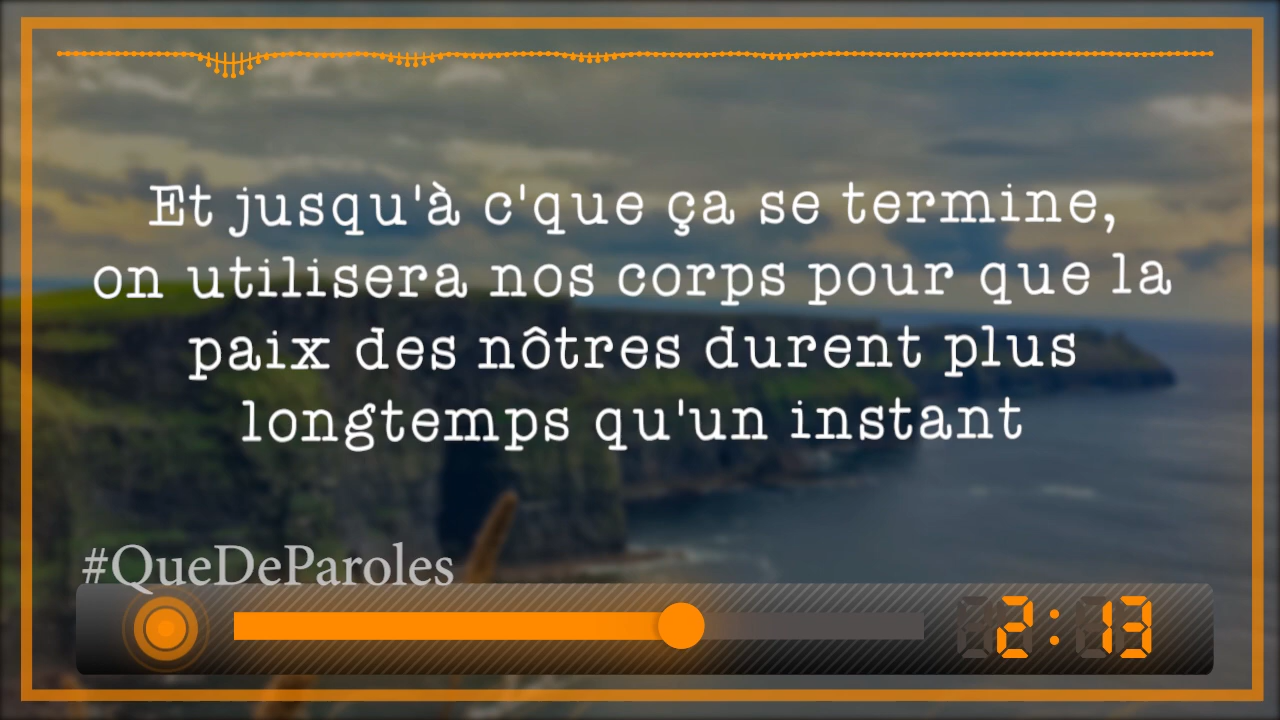 Et jusqu'à c'que ça se termine,
on utilisera nos corps pour que la
paix des nôtres durent plus
longtemps qu'un instant
#QueDeParoles
2:13